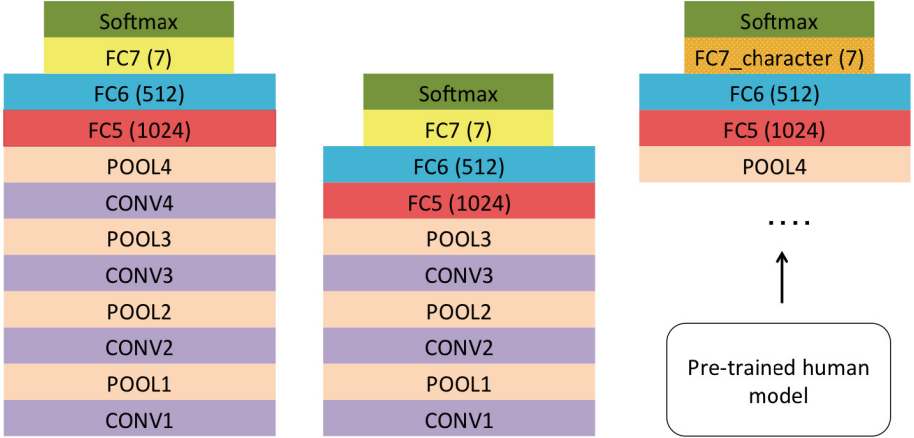 Softmax
FC7 (7)
FC6 (512)
FC5 (1024)
POOL4
CONV4
POOL3
CONV3
POOL2
CONV2
POOL1
CONV1
Softmax
FC7 (7)
FC6 (512)
FC5 (1024)
POOL3
CONV3
POOL2
CONV2
POOL1
CONV1
Softmax
FC7_character (7)
FC6 (512)
FC5 (1024)
POOL4
....
Pre-trained human
model